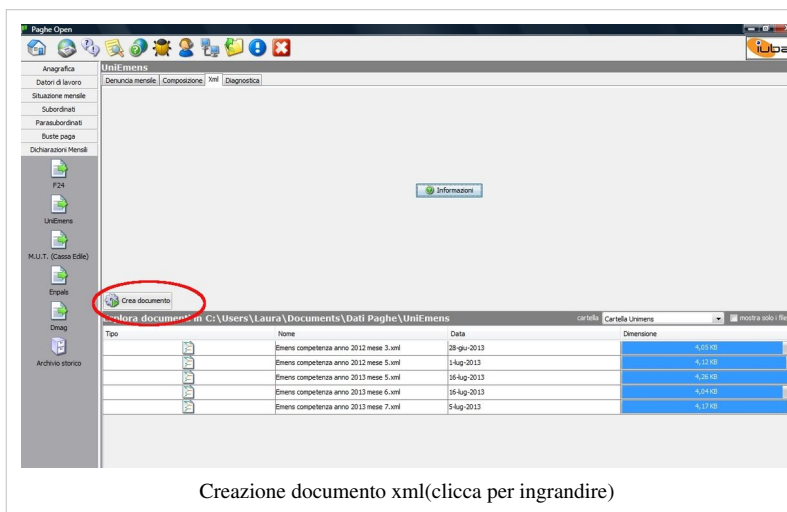 Paghe Open
iuba
Anagrafica
Datori di lavoro
Situazione mensile
Subordinati
Parasubordinati
Buste paga
Dichiarazioni Mensili
F24
UniEmens
M.U.T. (Cassa Edile)
Enpals
Dmag
Archivio storico
UniEmens
Denuncia mensile Composizione Xml Diagnostica
Informazioni
Crea documento
Esplora documenti in C:\Users\Laura\Documents\Dati Paghe\UniEmens cartella Cartella Unimens mostra solo i file
Tipo Nome Data Dimensione
Emens competenza anno 2012 mese 3.xml 28-giu-2013 4,05 KB
Emens competenza anno 2012 mese 5.xml 1-lug-2013 4,12 KB
Emens competenza anno 2013 mese 5.xml 16-lug-2013 4,26 KB
Emens competenza anno 2013 mese 6.xml 16-lug-2013 4,04 KB
Emens competenza anno 2013 mese 7.xml 5-lug-2013 4,17 KB
Creazione documento xml(clicca per ingrandire)